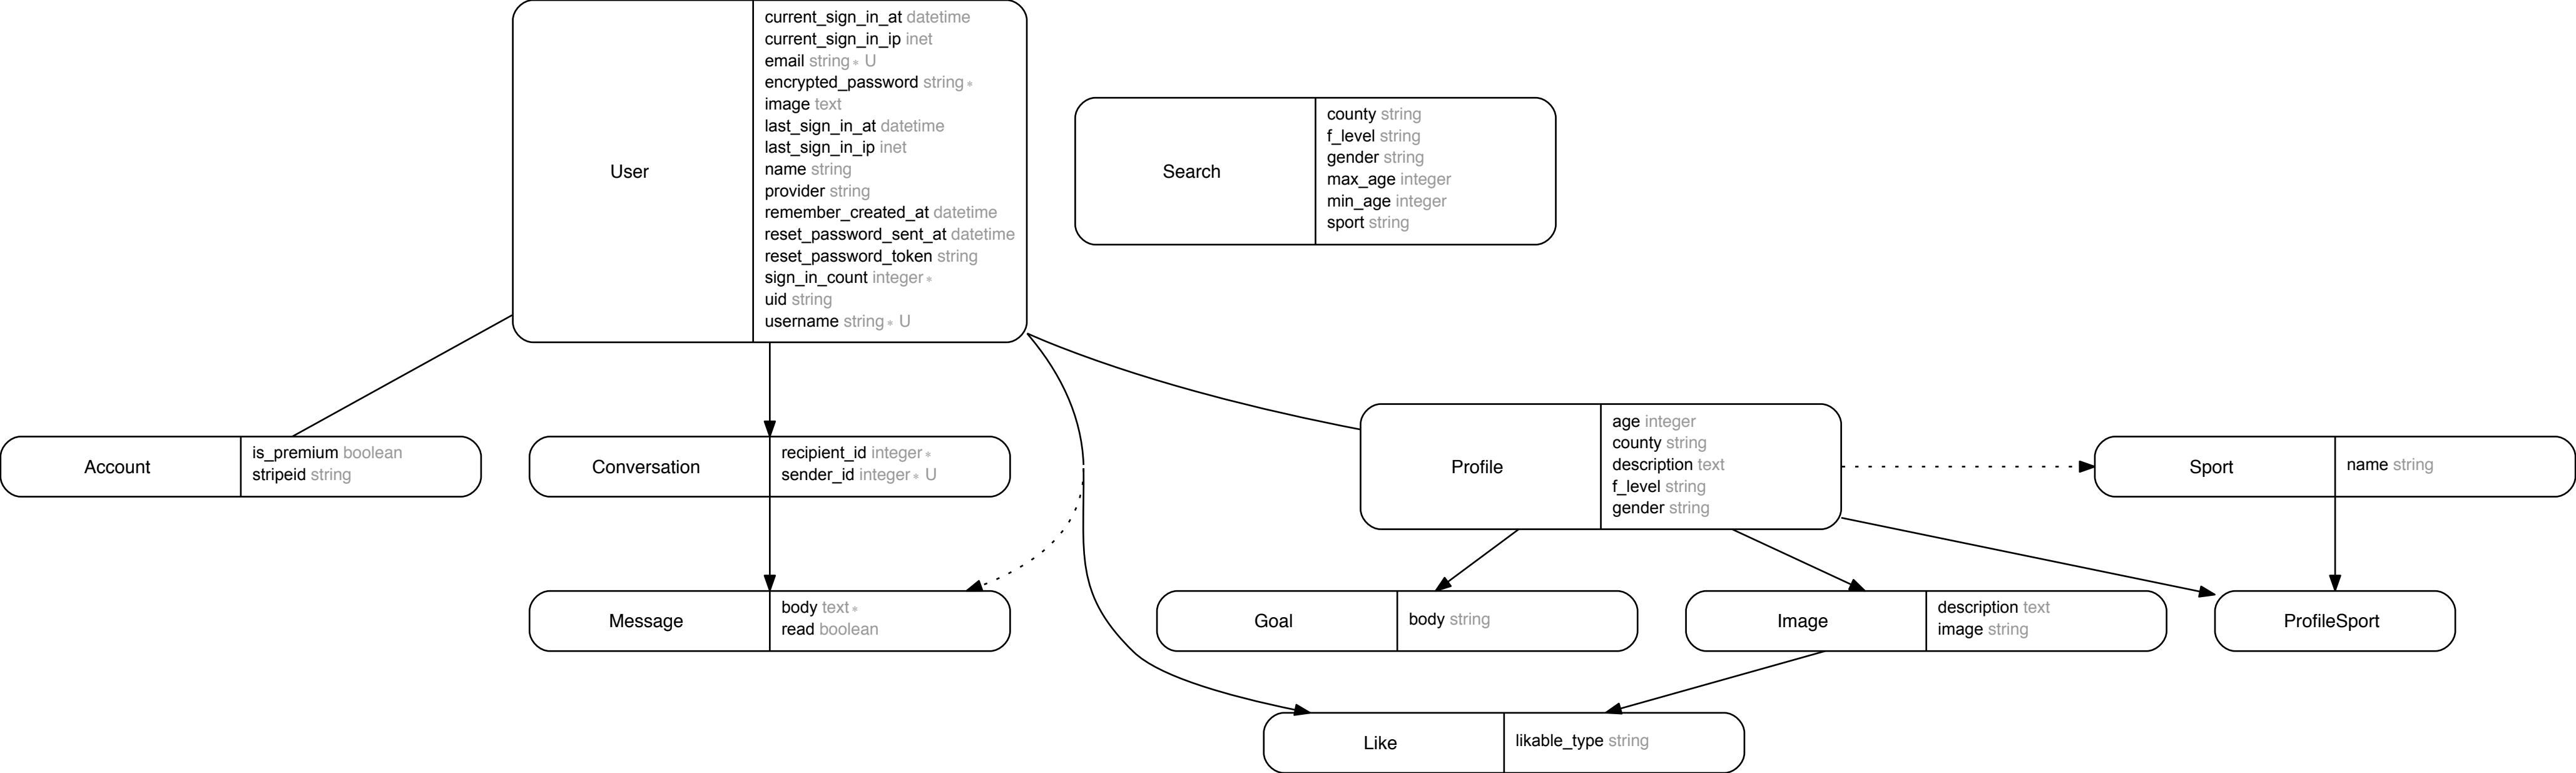 User
current_sign_in_at datetime
current_sign_in_ip inet
email string* U
encrypted_password string*
image text
last_sign_in_at datetime
last_sign_in_ip inet
name string
provider string
remember_created_at datetime
reset_password_sent_at datetime
reset_password_token string
sign_in_count integer*
uid string
username string* U
Search
county string
f_level string
gender string
max_age integer
min_age integer
sport string
Account
is_premium boolean
stripeid string
Conversation
recipient_id integer*
sender_id integer* U
Profile
age integer
county string
description text
f_level string
gender string
Sport
name string
Message
body text*
read boolean
Goal
body string
Image
description text
image string
ProfileSport
Like
likable_type string